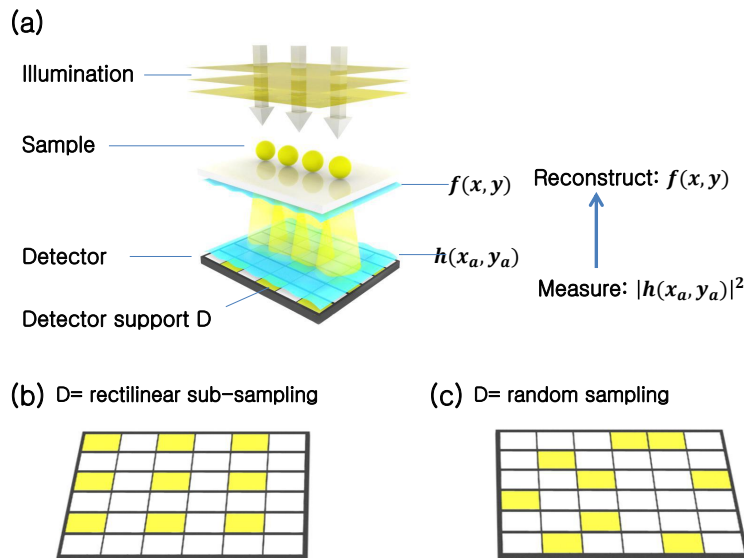 (a)
Illumination
Sample
f(x, y)
Reconstruct: f(x, y)
Detector
h(xₐ, yₐ)
Measure: |h(xₐ, yₐ)|²
Detector support D
(b) D= rectilinear sub-sampling
(c) D= random sampling